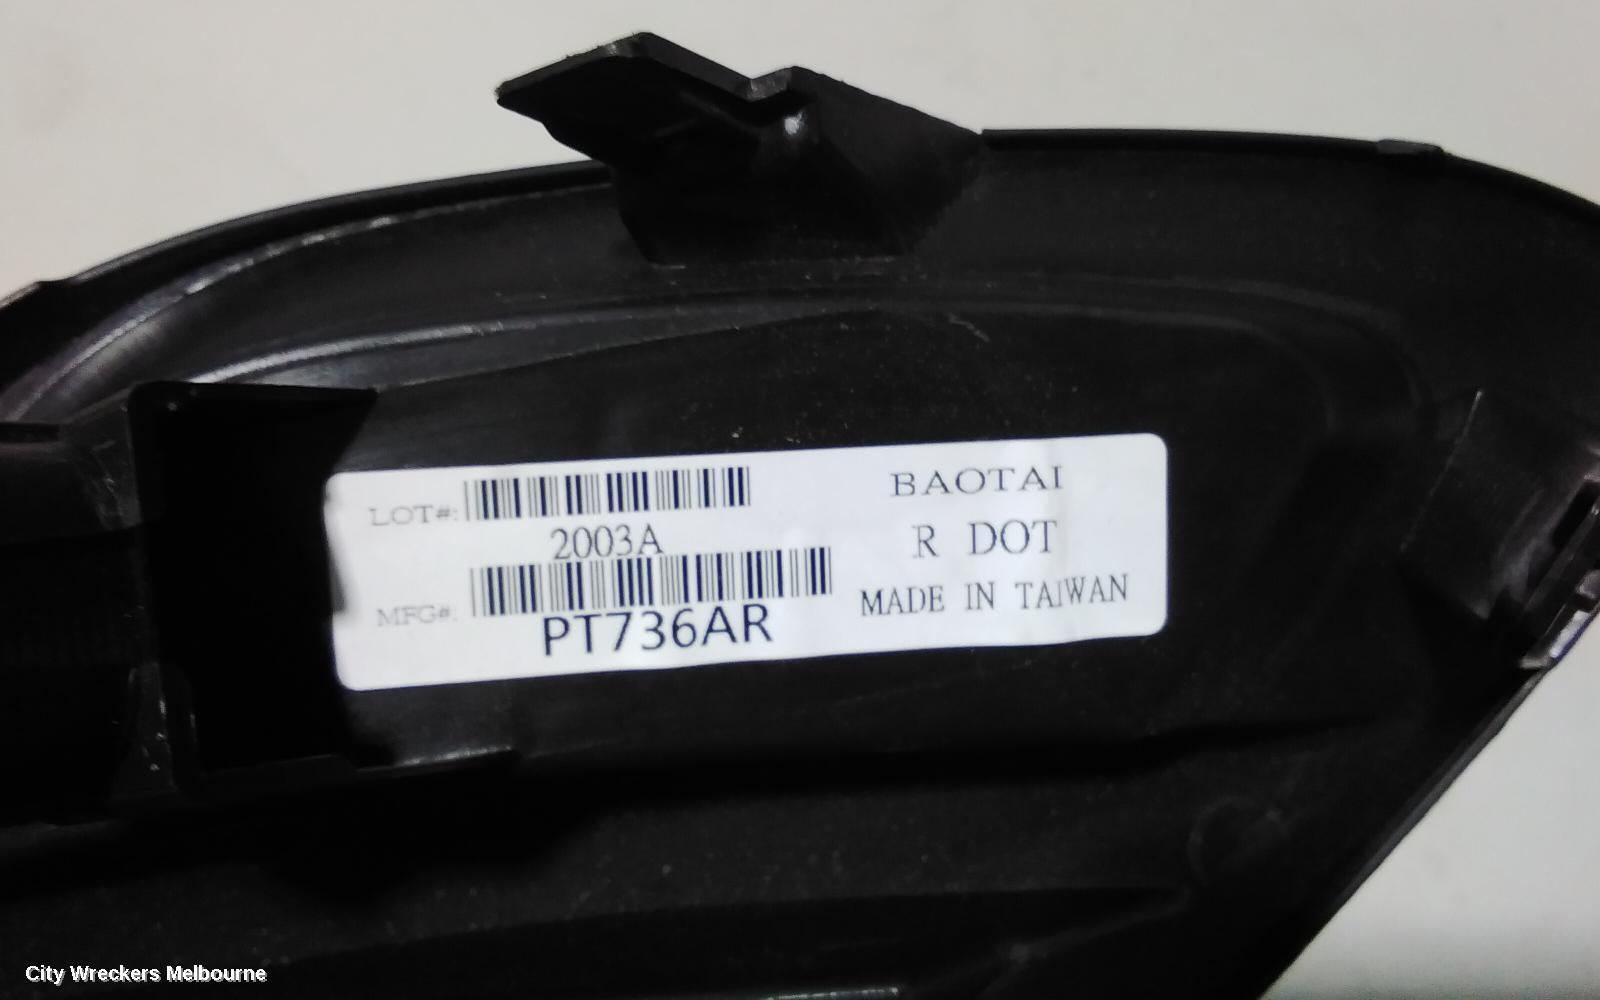 LOT#:
2003A
MFG#:
PT736AR
BAOTAI
R DOT
MADE IN TAIWAN
City Wreckers Melbourne